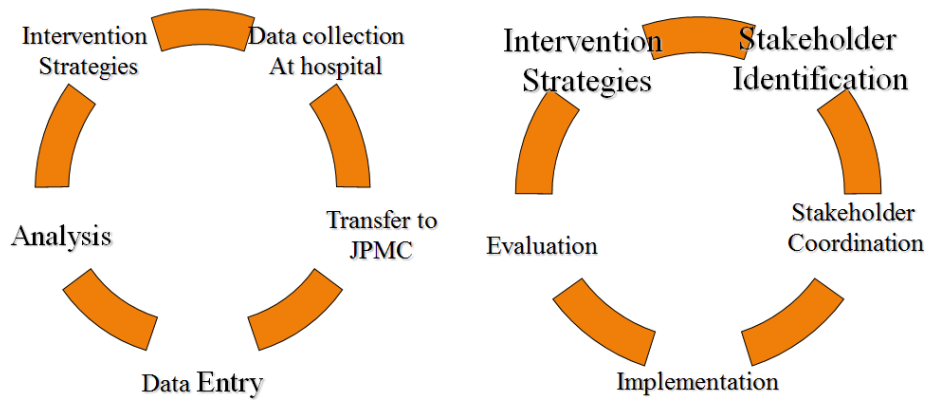 Intervention
Strategies
Data collection
At hospital
Transfer to
JPMC
Data Entry
Analysis
Intervention
Strategies
Stakeholder
Identification
Stakeholder
Coordination
Implementation
Evaluation